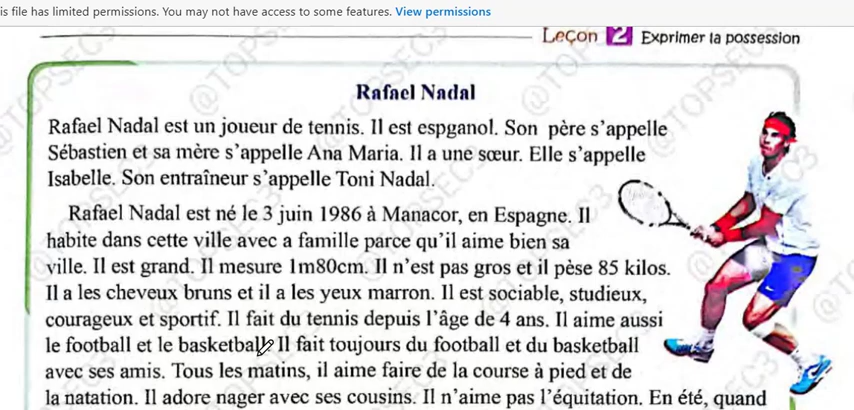 is file has limited permissions. You may not have access to some features. View permissions
Leçon 2 Exprimer la possession
Rafael Nadal
Rafael Nadal est un joueur de tennis. Il est espganol. Son père s'appelle
Sébastien et sa mère s'appelle Ana Maria. Il a une sœur. Elle s'appelle
Isabelle. Son entraîneur s'appelle Toni Nadal.
Rafael Nadal est né le 3 juin 1986 à Manacor, en Espagne. Il
habite dans cette ville avec a famille parce qu'il aime bien sa
ville. Il est grand. Il mesure 1m80cm. Il n'est pas gros et il pèse 85 kilos.
Il a les cheveux bruns et il a les yeux marron. Il est sociable, studieux,
courageux et sportif. Il fait du tennis depuis l'âge de 4 ans. Il aime aussi
le football et le basketball. Il fait toujours du football et du basketball
avec ses amis. Tous les matins, il aime faire de la course à pied et de
la natation. Il adore nager avec ses cousins. Il n'aime pas l'équitation. En été, quand
@TOPSEC3